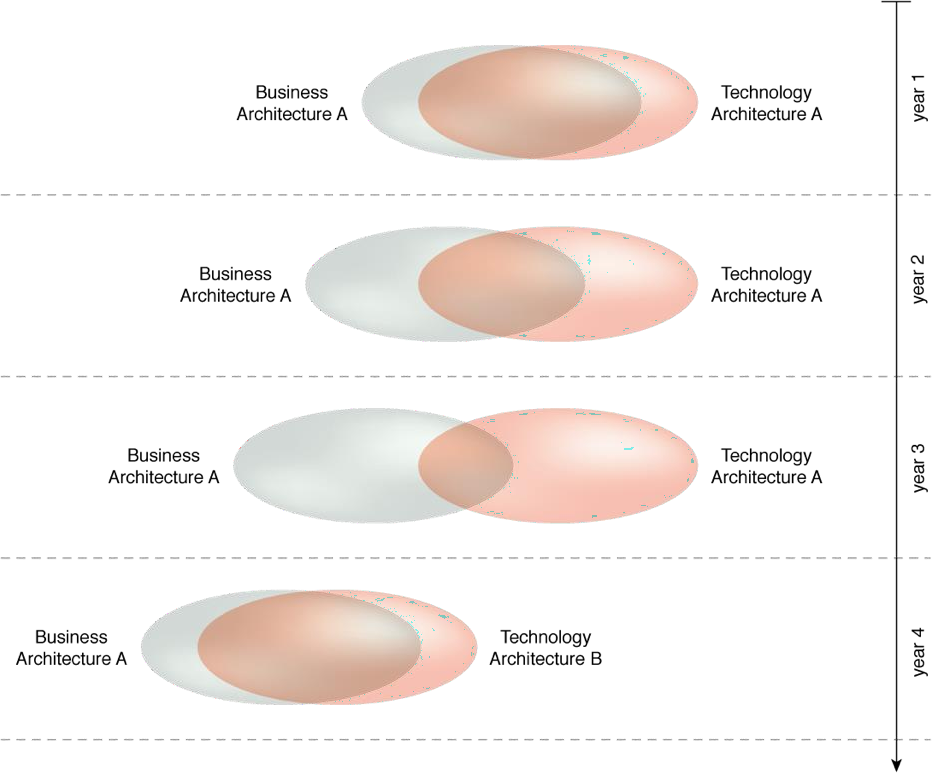 Business
Architecture A
Technology
Architecture A
year 1
Business
Architecture A
Technology
Architecture A
year 2
Business
Architecture A
Technology
Architecture A
year 3
Business
Architecture A
Technology
Architecture B
year 4